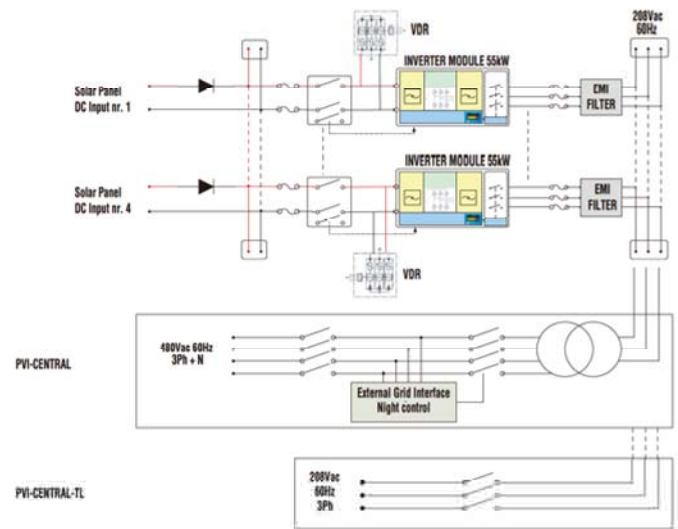 208Vac
60Hz
VDR
INVERTER MODULE 55kW
Solar Panel
DC Input nr. 1
EMI
FILTER
INVERTER MODULE 55kW
Solar Panel
DC Input nr. 4
EMI
FILTER
VDR
480Vac 60Hz
3Ph + N
PVI-CENTRAL
External Grid Interface
Night control
208Vac
60Hz
3Ph
PVI-CENTRAL-TL